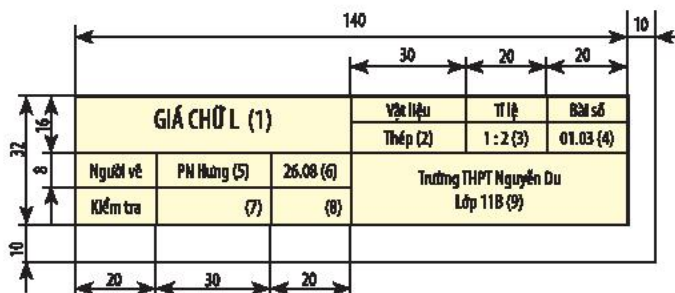 140
10
30
20
20
32
16
GIÁ CHỮ L (1)
Vật liệu
Tỉ lệ
Bài số
Thép (2)
1 : 2 (3)
01.03 (4)
8
Người vẽ
PN Hưng (5)
26.08 (6)
Trường THPT Nguyễn Du
Lớp 11B (9)
Kiểm tra
(7)
(8)
10
20
30
20